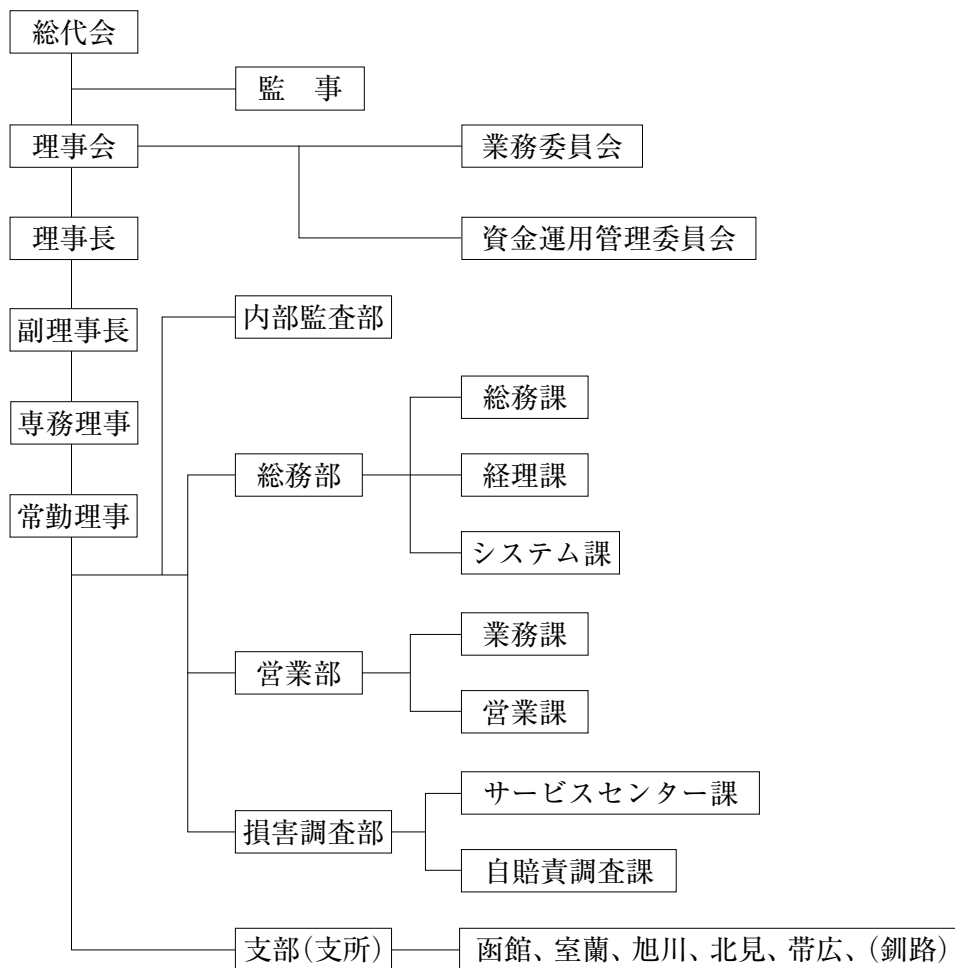 総代会
監　事
理事会
業務委員会
理事長
資金運用管理委員会
副理事長
内部監査部
専務理事
総務課
総務部
経理課
常勤理事
システム課
業務課
営業部
営業課
サービスセンター課
損害調査部
自賠責調査課
支部（支所）
函館、室蘭、旭川、北見、帯広、（釧路）